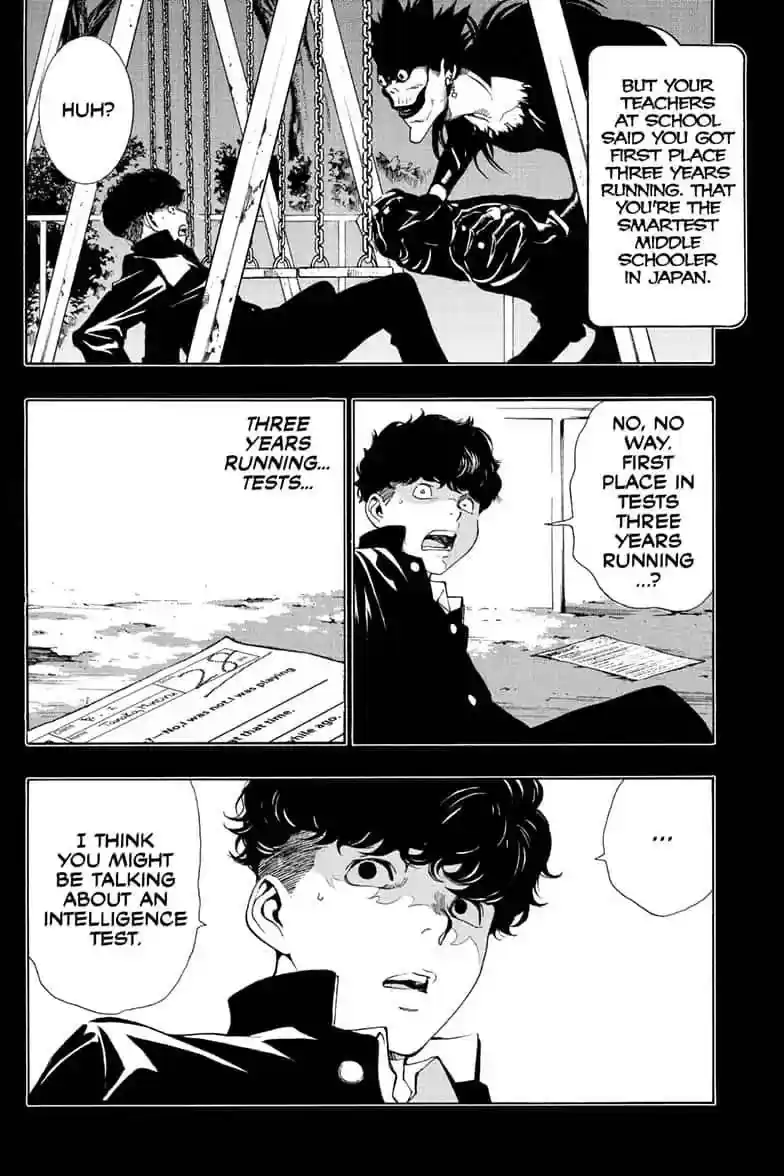 BUT YOUR
TEACHERS
AT SCHOOL
SAID YOU GOT
FIRST PLACE
THREE YEARS
RUNNING. THAT
YOU'RE THE
SMARTEST
MIDDLE
SCHOOLER
IN JAPAN.
HUH?
NO, NO
WAY.
FIRST
PLACE IN
TESTS
THREE
YEARS
RUNNING
...?
THREE
YEARS
RUNNING...
TESTS...
28
No, I was not. I was playing
that time.
while ago.
...
I THINK
YOU MIGHT
BE TALKING
ABOUT AN
INTELLIGENCE
TEST.